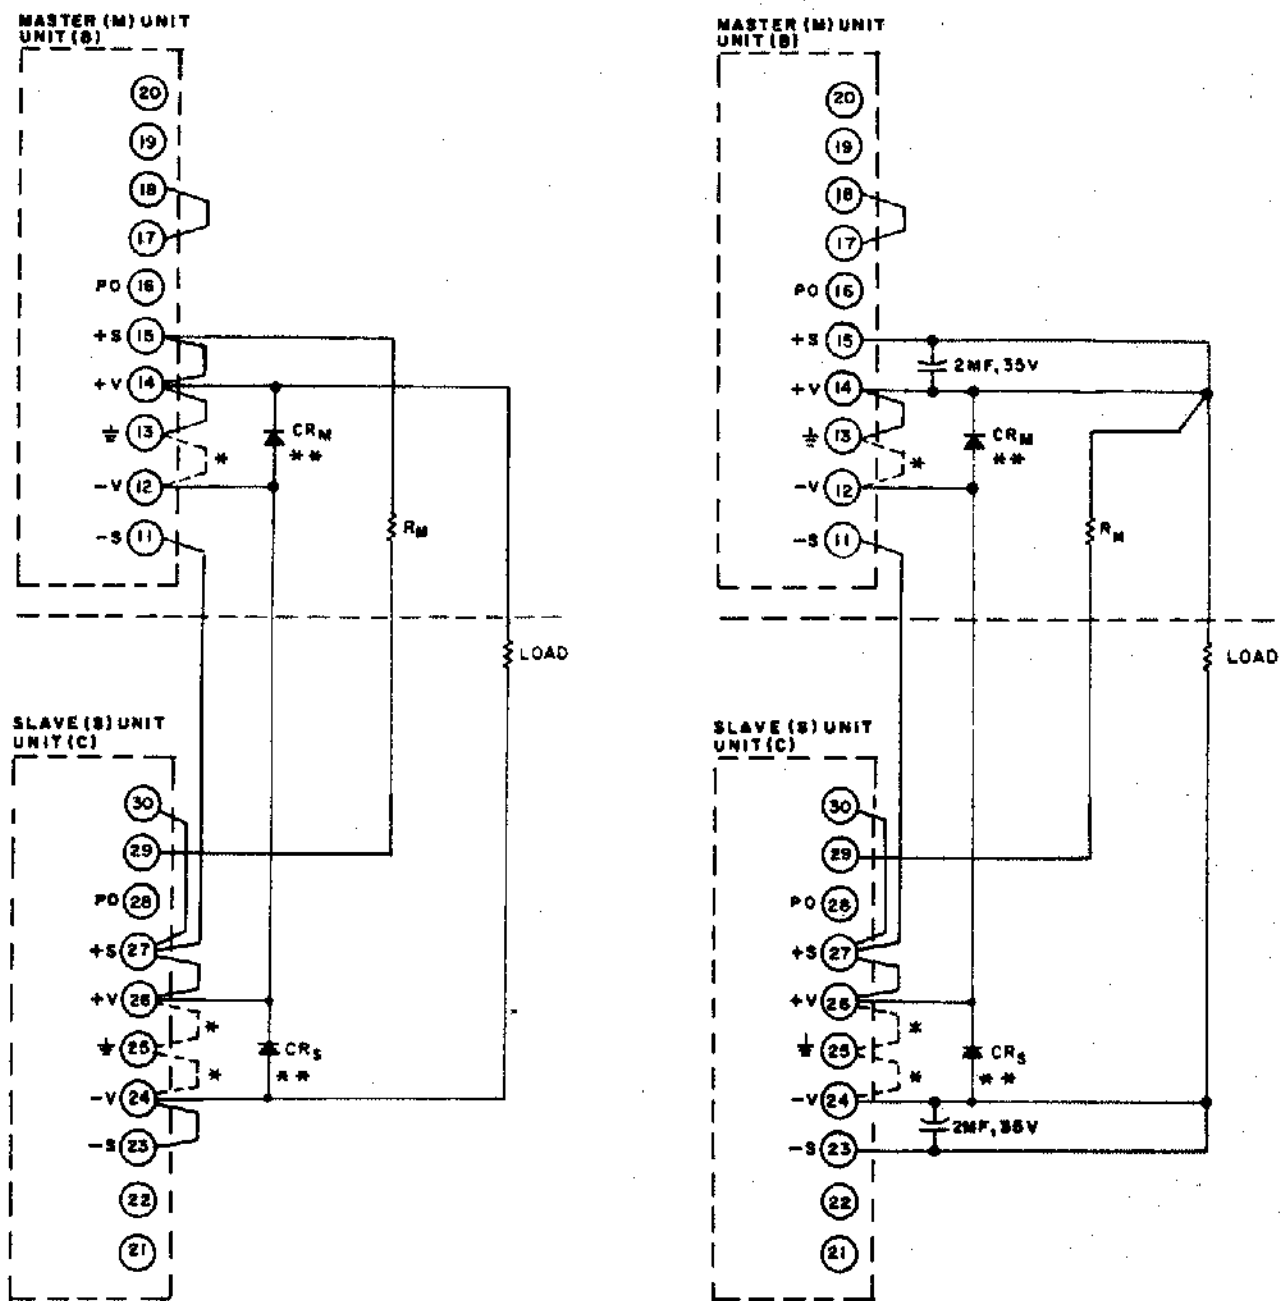 MASTER (M) UNIT
UNIT (B)
20
19
18
17
PO 16
+S 15
+V 14
13
*
-V 12
-S 11
CRM
**
RM
LOAD
SLAVE (S) UNIT
UNIT (C)
30
29
PO 28
+S 27
+V 26
*
25
*
-V 24
-S 23
22
21
CRS
**
MASTER (M) UNIT
UNIT (B)
20
19
18
17
PO 16
+S 15
2MF, 35V
+V 14
13
*
-V 12
-S 11
CRM
**
RM
LOAD
SLAVE (S) UNIT
UNIT (C)
30
29
PO 28
+S 27
+V 26
*
25
*
-V 24
2MF, 35V
-S 23
22
21
CRS
**